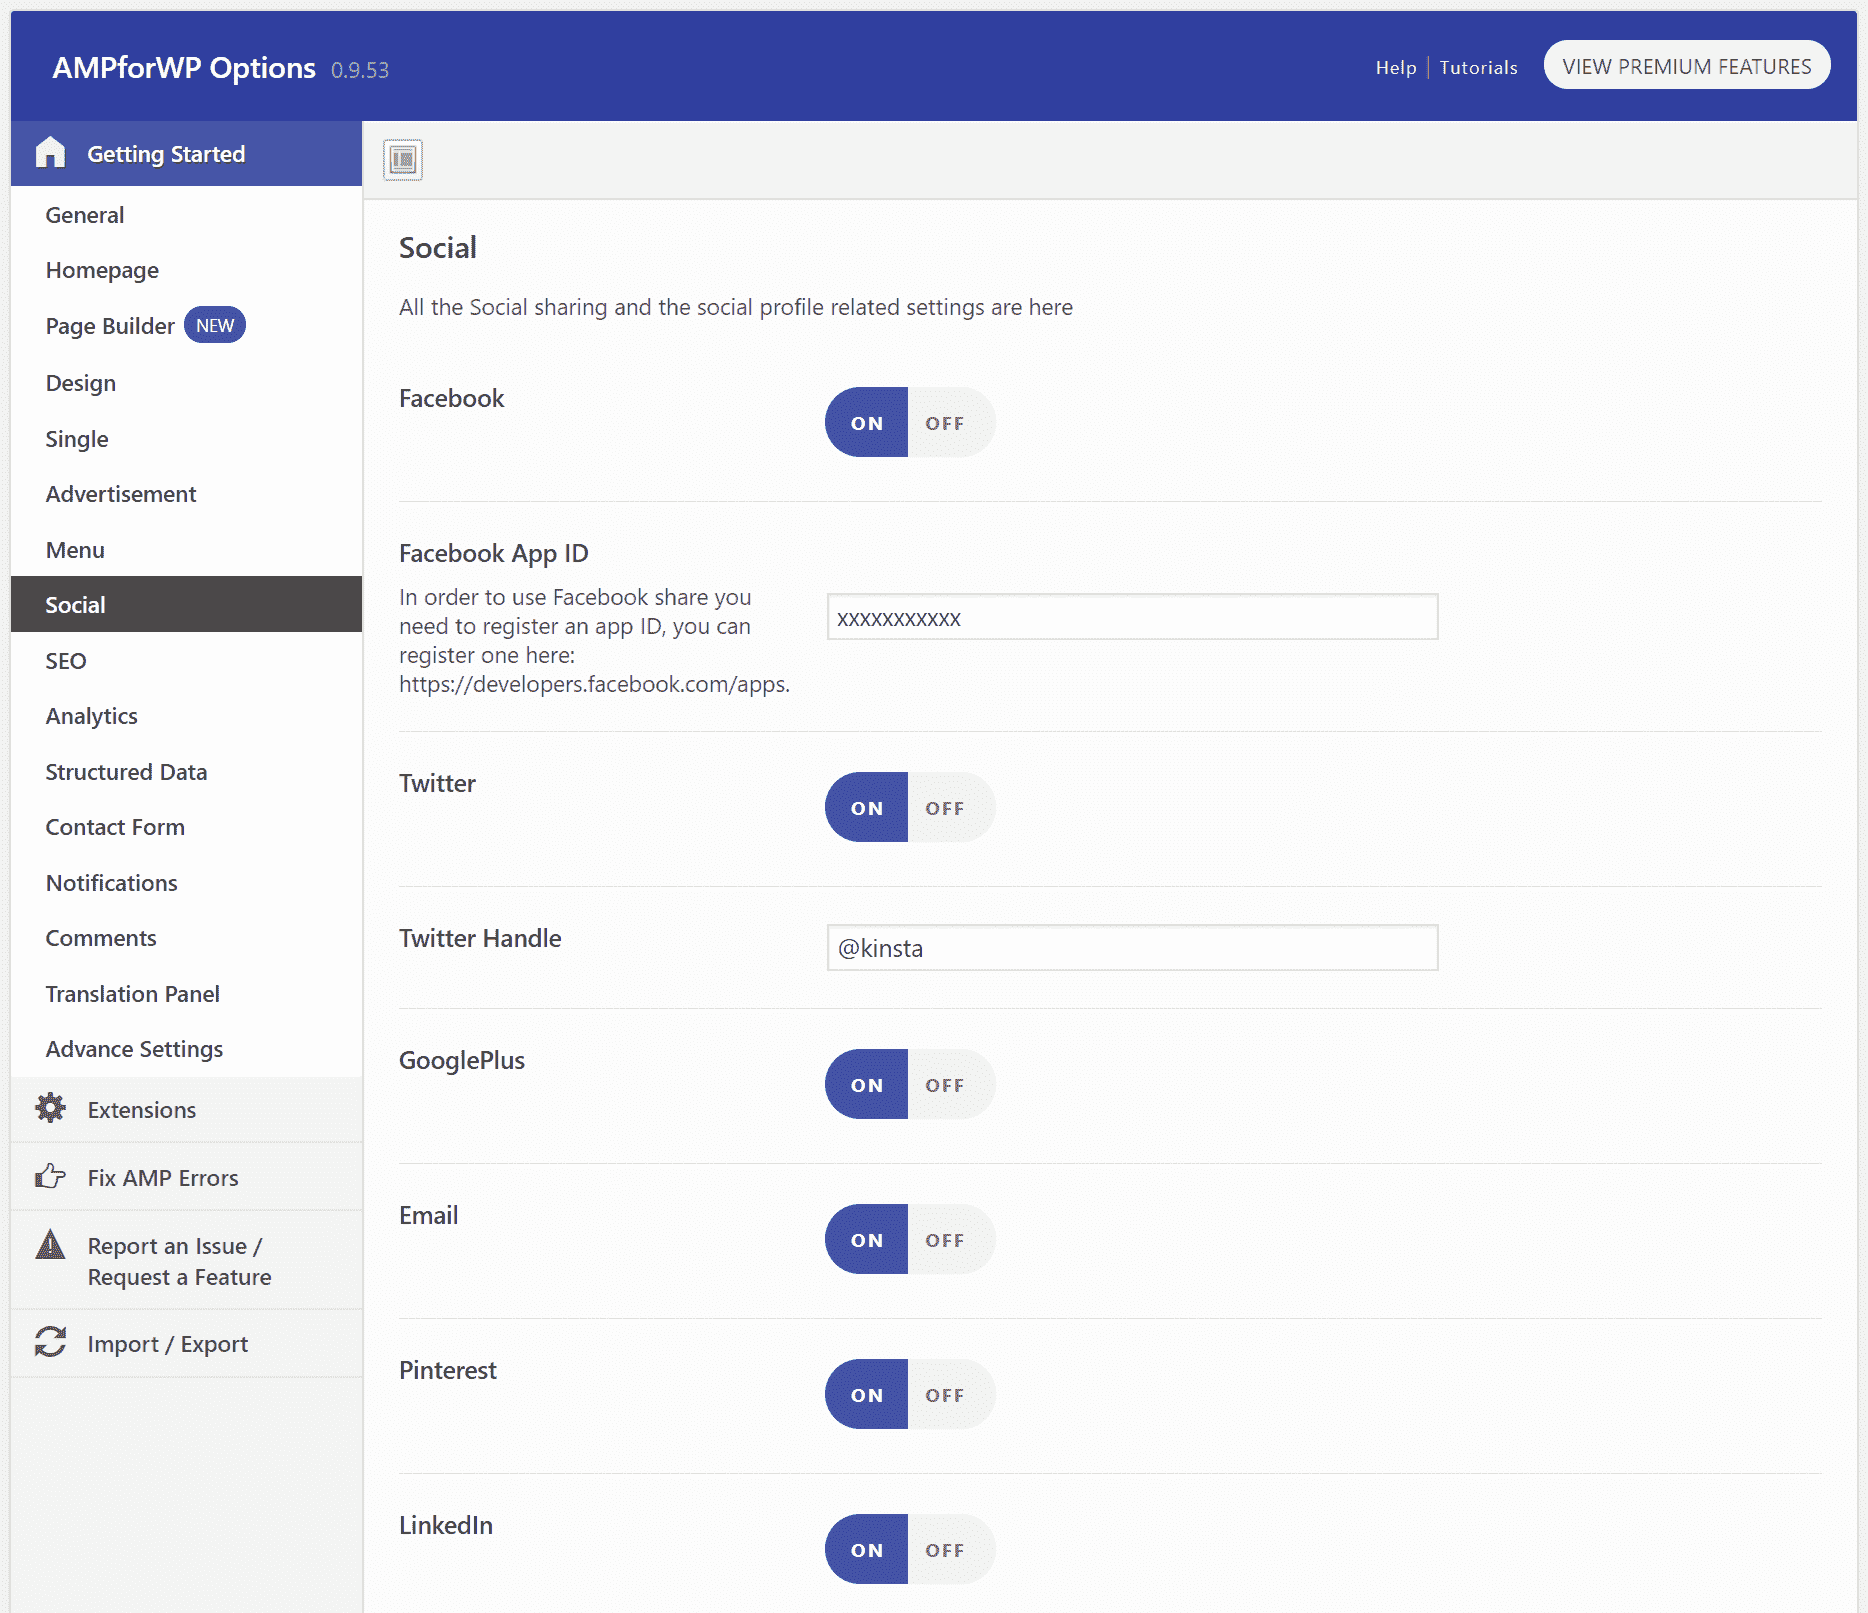 AMPforWP Options 0.9.53
Help
Tutorials
VIEW PREMIUM FEATURES
Getting Started
General
Homepage
Page Builder NEW
Design
Single
Advertisement
Menu
Social
SEO
Analytics
Structured Data
Contact Form
Notifications
Comments
Translation Panel
Advance Settings
Extensions
Fix AMP Errors
Report an Issue /
Request a Feature
Import / Export
Social
All the Social sharing and the social profile related settings are here
Facebook
ON OFF
Facebook App ID
In order to use Facebook share you
need to register an app ID, you can
register one here:
https://developers.facebook.com/apps.
xxxxxxxxxxx
Twitter
ON OFF
Twitter Handle
@kinsta
GooglePlus
ON OFF
Email
ON OFF
Pinterest
ON OFF
LinkedIn
ON OFF